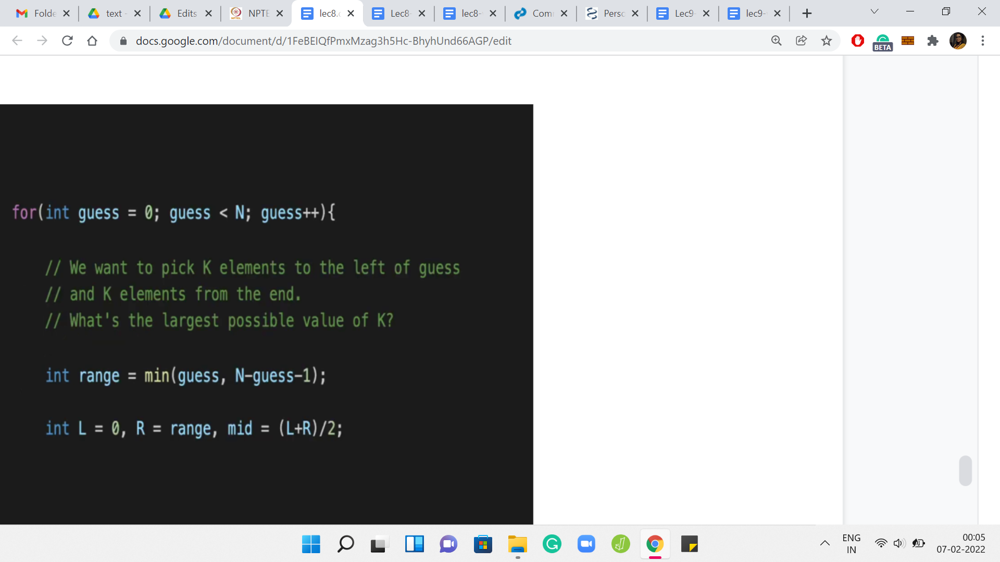 Folde
text -
Edits
NPTE
lec8.
Lec8-
lec8-
Com
Perso
Lec9-
lec9-
docs.google.com/document/d/1FeBEIQfPmxMzag3h5Hc-BhyhUnd66AGP/edit
BETA
for(int guess = 0; guess < N; guess++){
// We want to pick K elements to the left of guess
// and K elements from the end.
// What's the largest possible value of K?
int range = min(guess, N-guess-1);
int L = 0, R = range, mid = (L+R)/2;
ENG
IN
00:05
07-02-2022